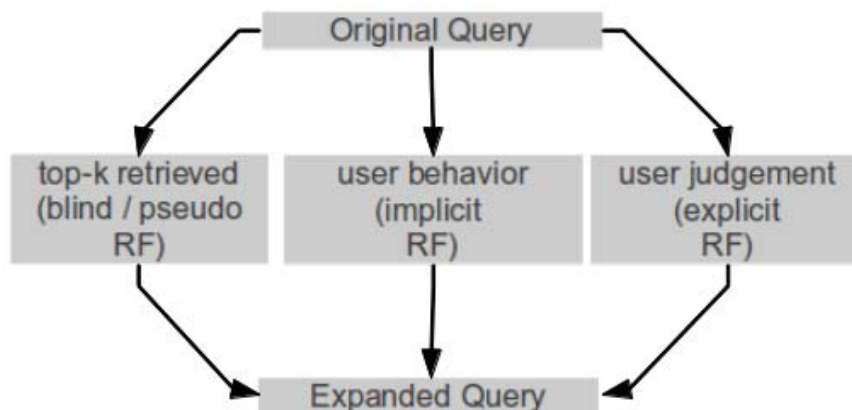 Original Query
top-k retrieved
(blind / pseudo
RF)
user behavior
(implicit
RF)
user judgement
(explicit
RF)
Expanded Query